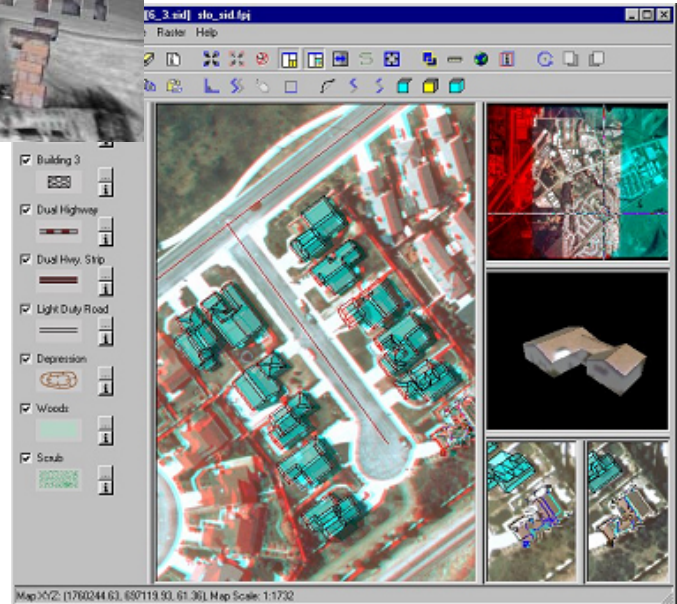 [6_3.sid] slo_sid.fpj
Raster Help
Building 3
Dual Highway
Dual Hwy. Strip
Light Duty Road
Depression
Woods
Scrub
Map XYZ: (1760244.63, 697119.93, 61.36), Map Scale: 1:1732